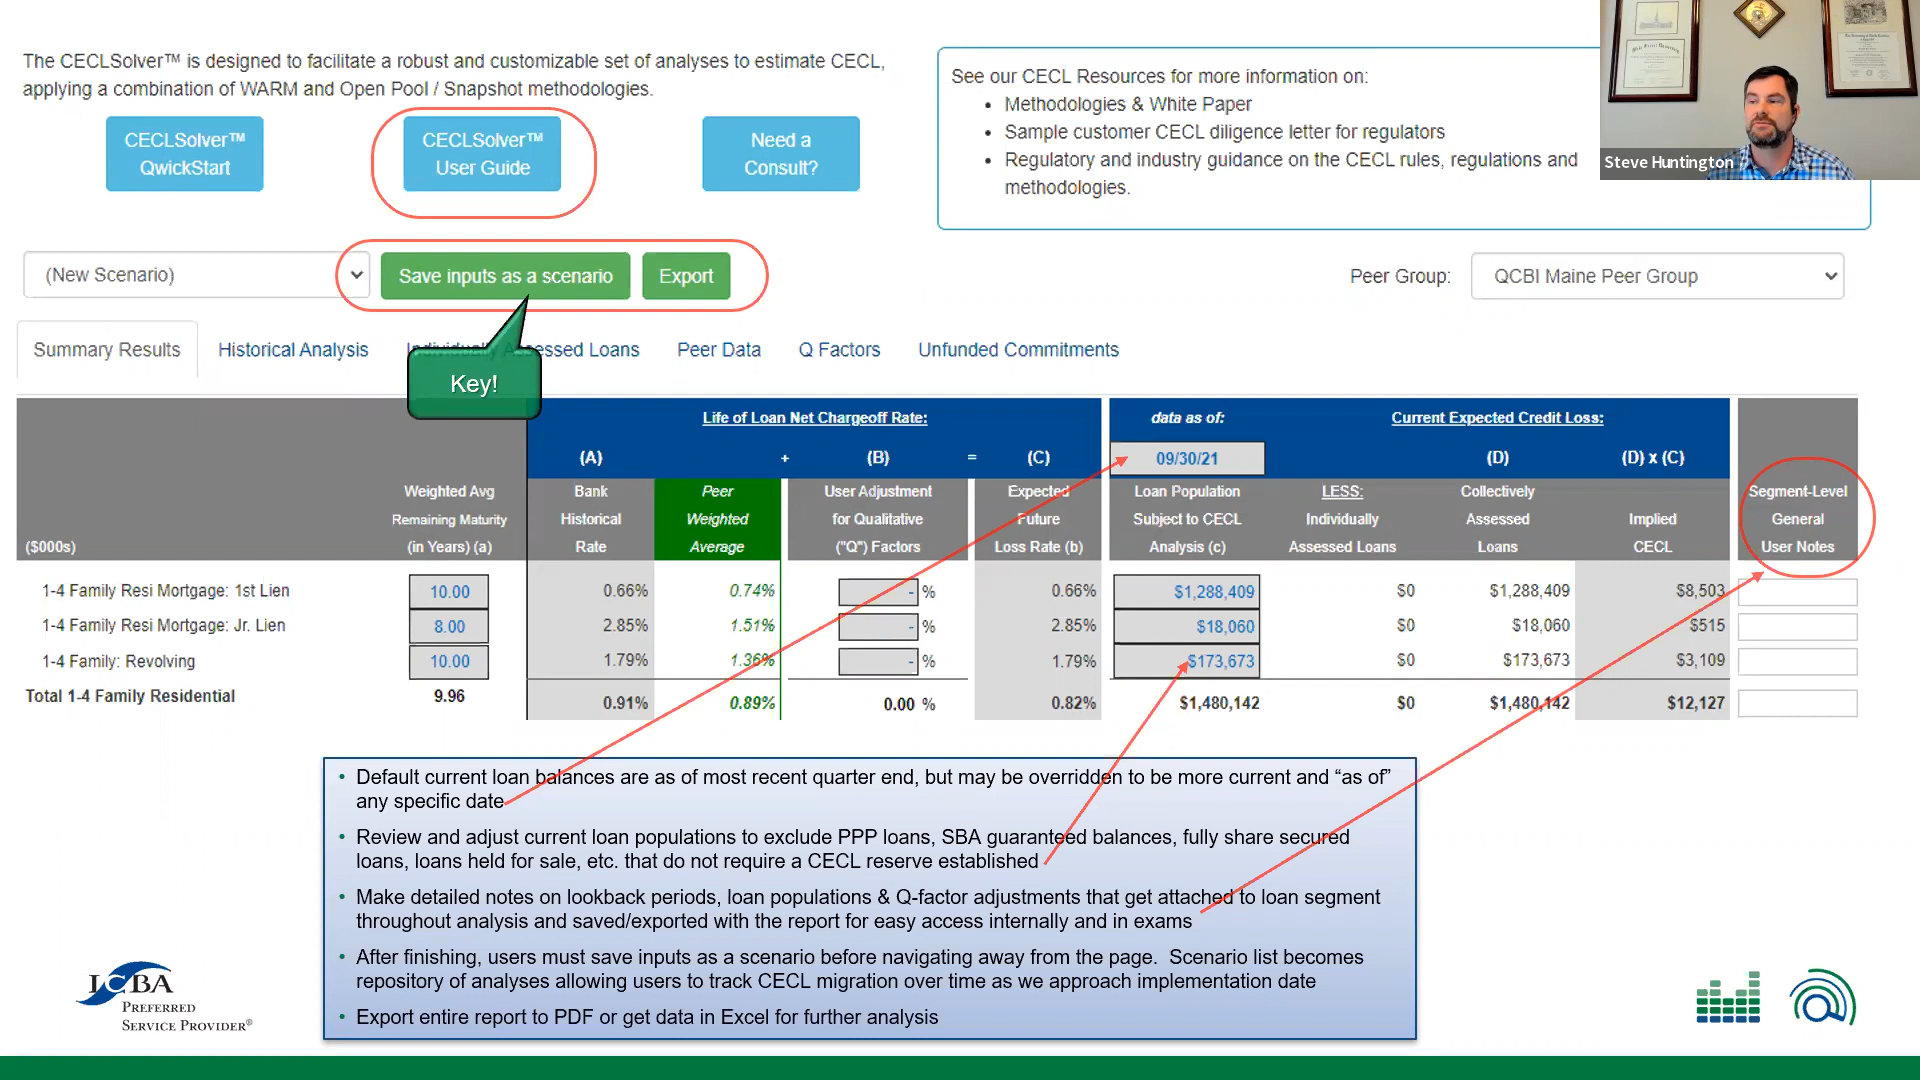 The CECLSolver™ is designed to facilitate a robust and customizable set of analyses to estimate CECL,
applying a combination of WARM and Open Pool / Snapshot methodologies.
CECLSolver™
QwickStart
CECLSolver™
User Guide
Need a
Consult?
See our CECL Resources for more information on:
• Methodologies & White Paper
• Sample customer CECL diligence letter for regulators
• Regulatory and industry guidance on the CECL rules, regulations and
methodologies.
Steve Huntington
(New Scenario)
Save inputs as a scenario
Export
Peer Group:
QCBI Maine Peer Group
Summary Results
Historical Analysis
Individually Assessed Loans
Peer Data
Q Factors
Unfunded Commitments
Key!
Life of Loan Net Chargeoff Rate:
data as of:
Current Expected Credit Loss:
(A) + (B) = (C)
09/30/21
(D) (D) x (C)
Weighted Avg
Remaining Maturity
(in Years) (a)
($000s)
Bank
Historical
Rate
Peer
Weighted
Average
User Adjustment
for Qualitative
("Q") Factors
Expected
Future
Loss Rate (b)
Loan Population
Subject to CECL
Analysis (c)
LESS:
Individually
Assessed Loans
Collectively
Assessed
Loans
Implied
CECL
Segment-Level
General
User Notes
1-4 Family Resi Mortgage: 1st Lien 10.00 0.66% 0.74% - % 0.66% $1,288,409 $0 $1,288,409 $8,503
1-4 Family Resi Mortgage: Jr. Lien 8.00 2.85% 1.51% - % 2.85% $18,060 $0 $18,060 $515
1-4 Family: Revolving 10.00 1.79% 1.36% - % 1.79% $173,673 $0 $173,673 $3,109
Total 1-4 Family Residential 9.96 0.91% 0.89% 0.00 % 0.82% $1,480,142 $0 $1,480,142 $12,127
• Default current loan balances are as of most recent quarter end, but may be overridden to be more current and “as of”
any specific date
• Review and adjust current loan populations to exclude PPP loans, SBA guaranteed balances, fully share secured
loans, loans held for sale, etc. that do not require a CECL reserve established
• Make detailed notes on lookback periods, loan populations & Q-factor adjustments that get attached to loan segment
throughout analysis and saved/exported with the report for easy access internally and in exams
• After finishing, users must save inputs as a scenario before navigating away from the page. Scenario list becomes
repository of analyses allowing users to track CECL migration over time as we approach implementation date
• Export entire report to PDF or get data in Excel for further analysis
ICBA
PREFERRED
SERVICE PROVIDER®